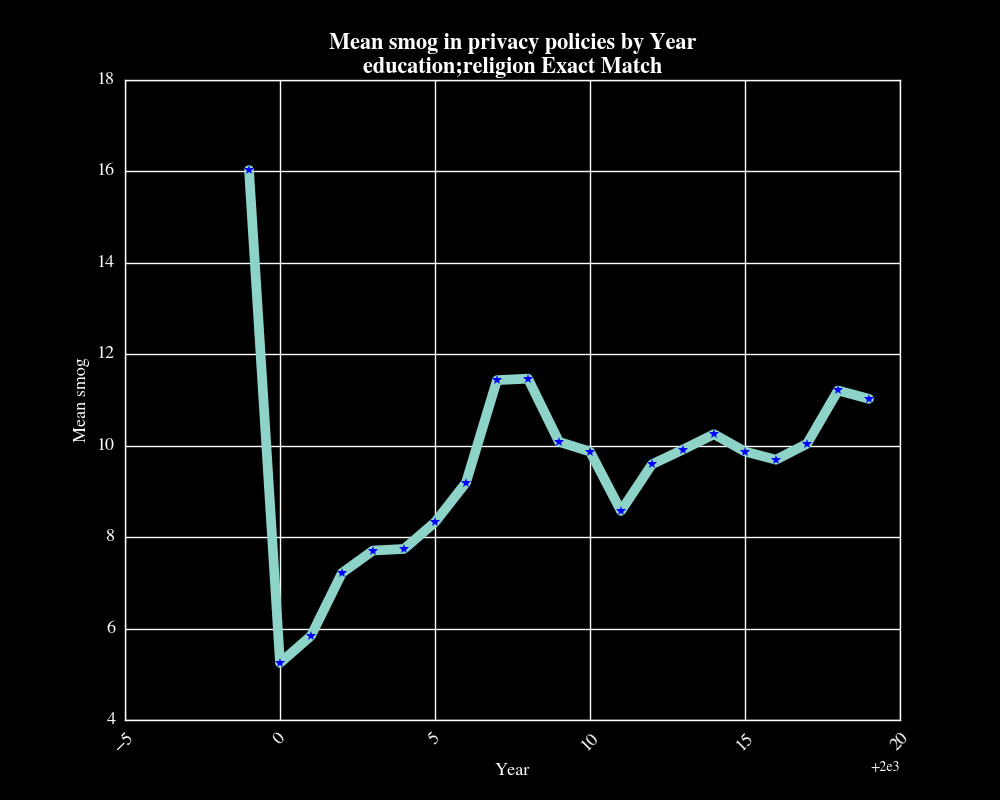 Mean smog in privacy policies by Year
education;religion Exact Match
18
16
14
12
10
8
6
4
Mean smog
−5
0
5
10
15
20
Year
+2e3